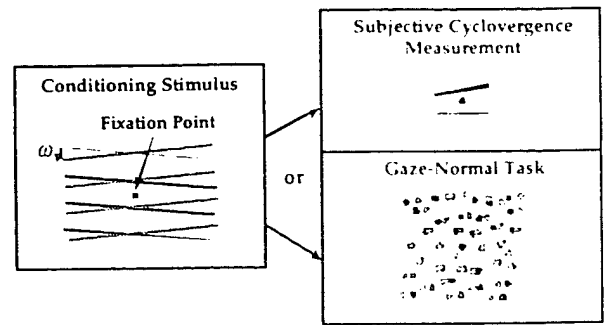 Subjective Cyclovergence
Measurement
Conditioning Stimulus
Fixation Point
ω
or
Gaze-Normal Task